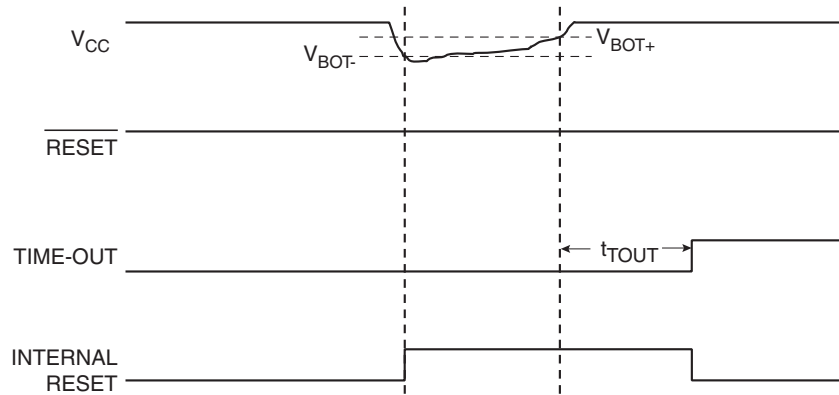 VCC
VBOT-
VBOT+
RESET
TIME-OUT
tTOUT
INTERNAL
RESET